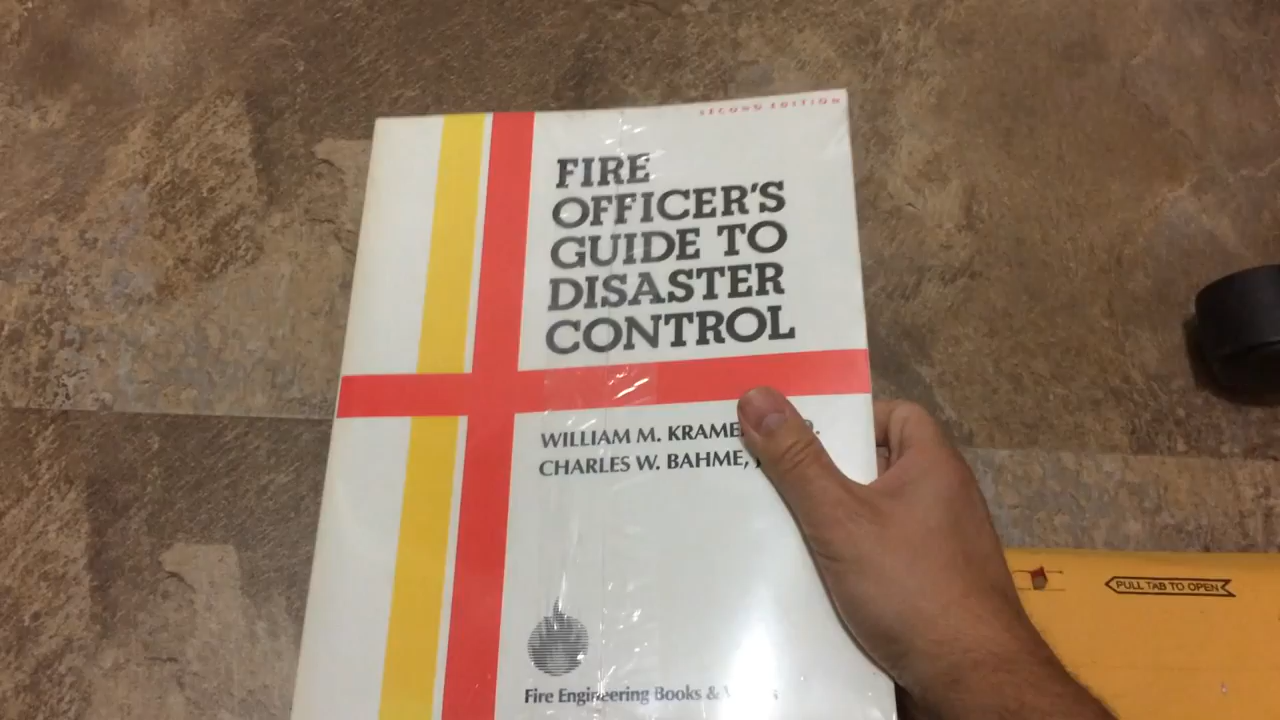 SECOND EDITION
FIRE
OFFICER'S
GUIDE TO
DISASTER
CONTROL
WILLIAM M. KRAMER
CHARLES W. BAHME,
Fire Engineering Books &
PULL TAB TO OPEN